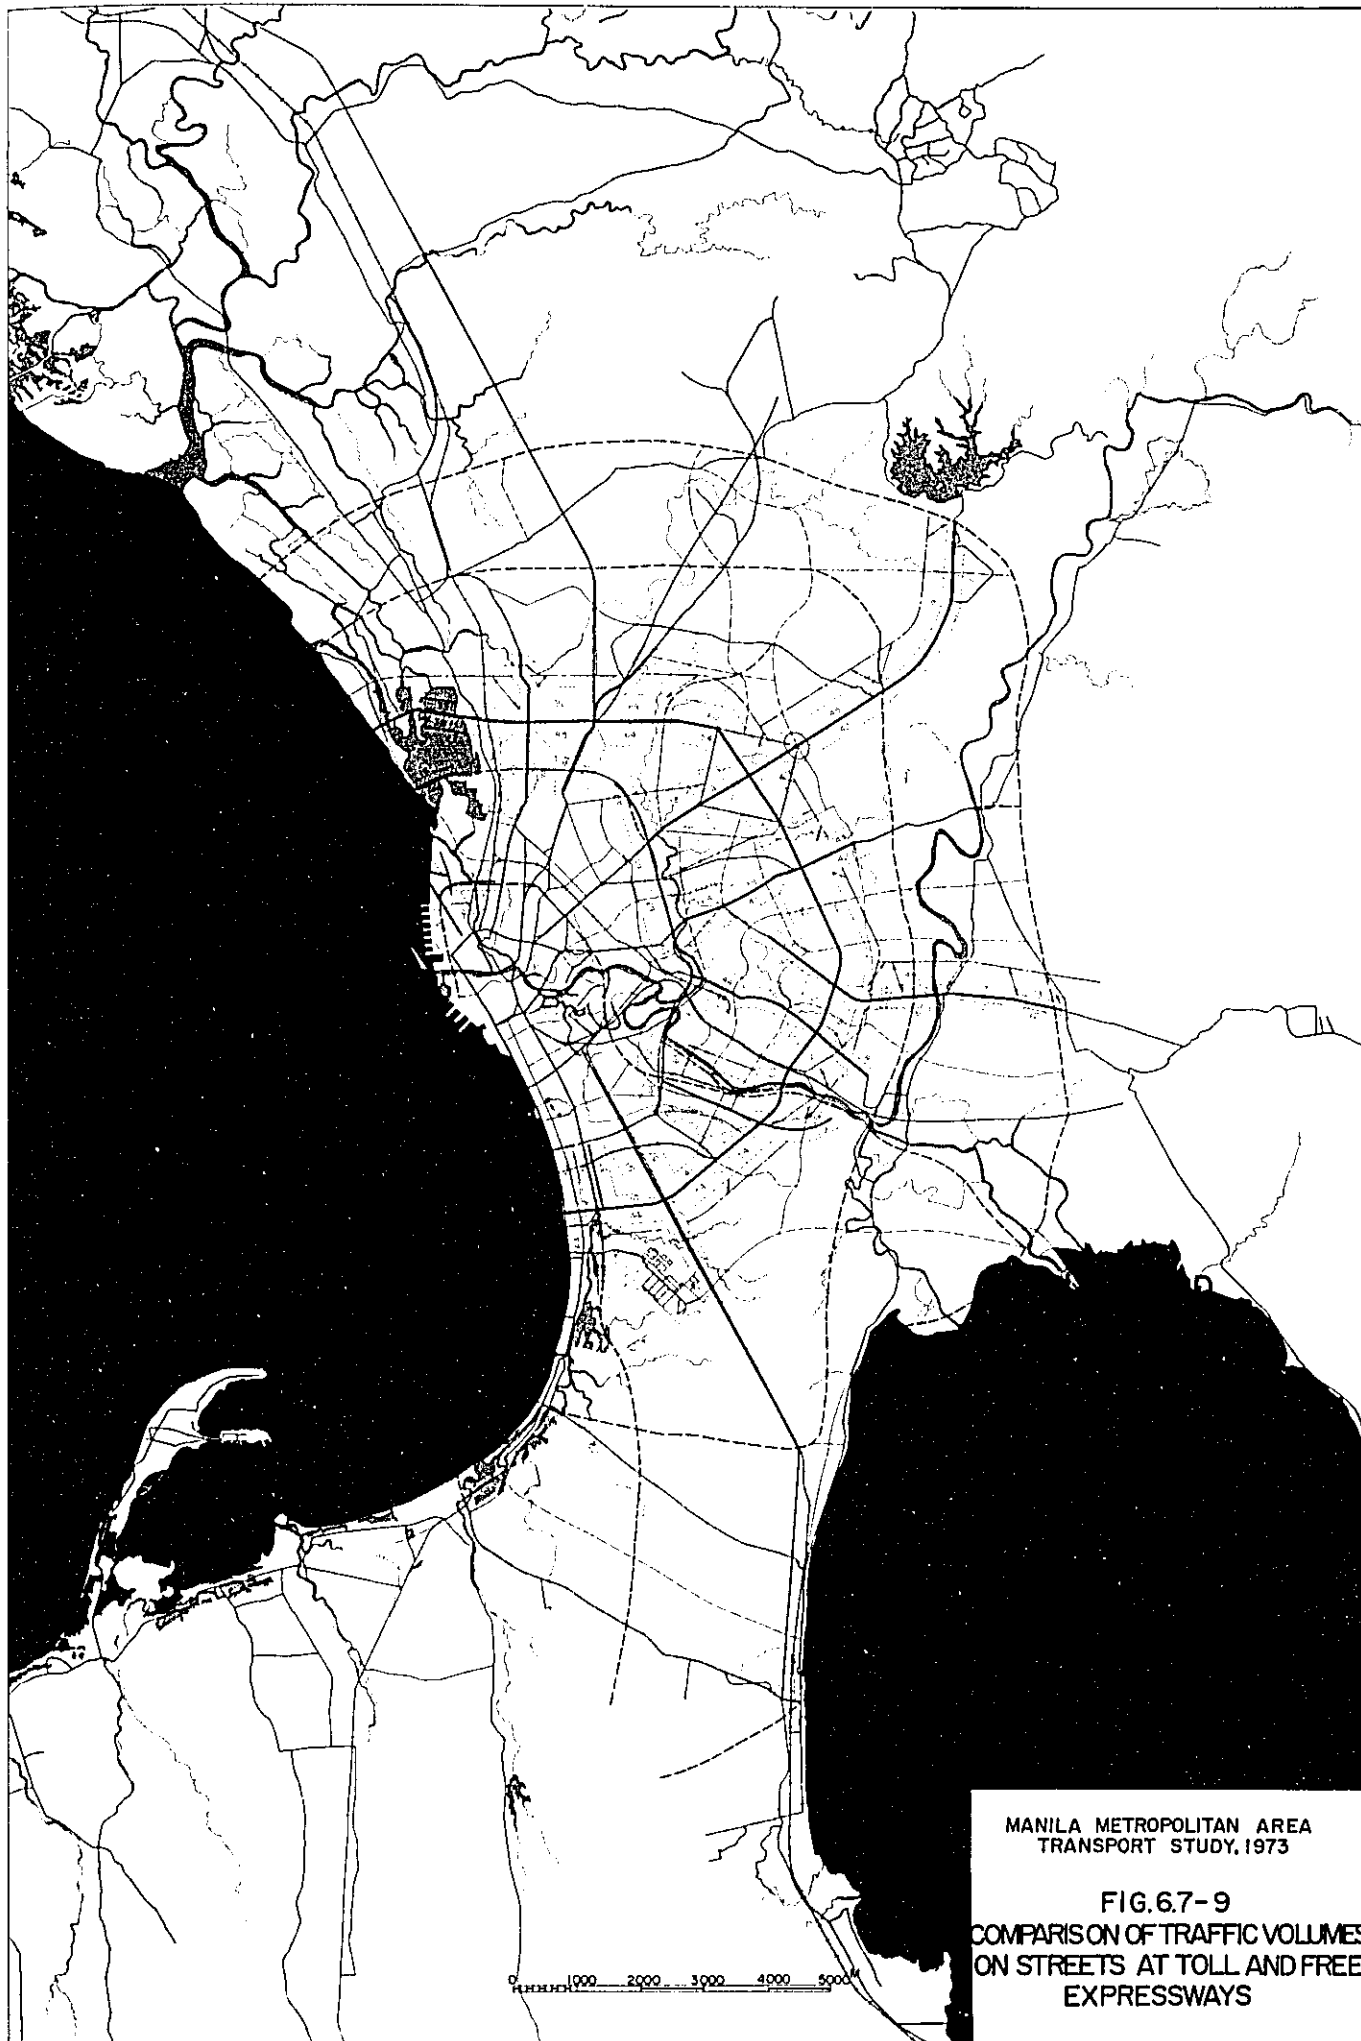 0 1000 2000 3000 4000 5000M
MANILA METROPOLITAN AREA
TRANSPORT STUDY, 1973
FIG.6.7-9
COMPARISON OF TRAFFIC VOLUMES
ON STREETS AT TOLL AND FREE
EXPRESSWAYS